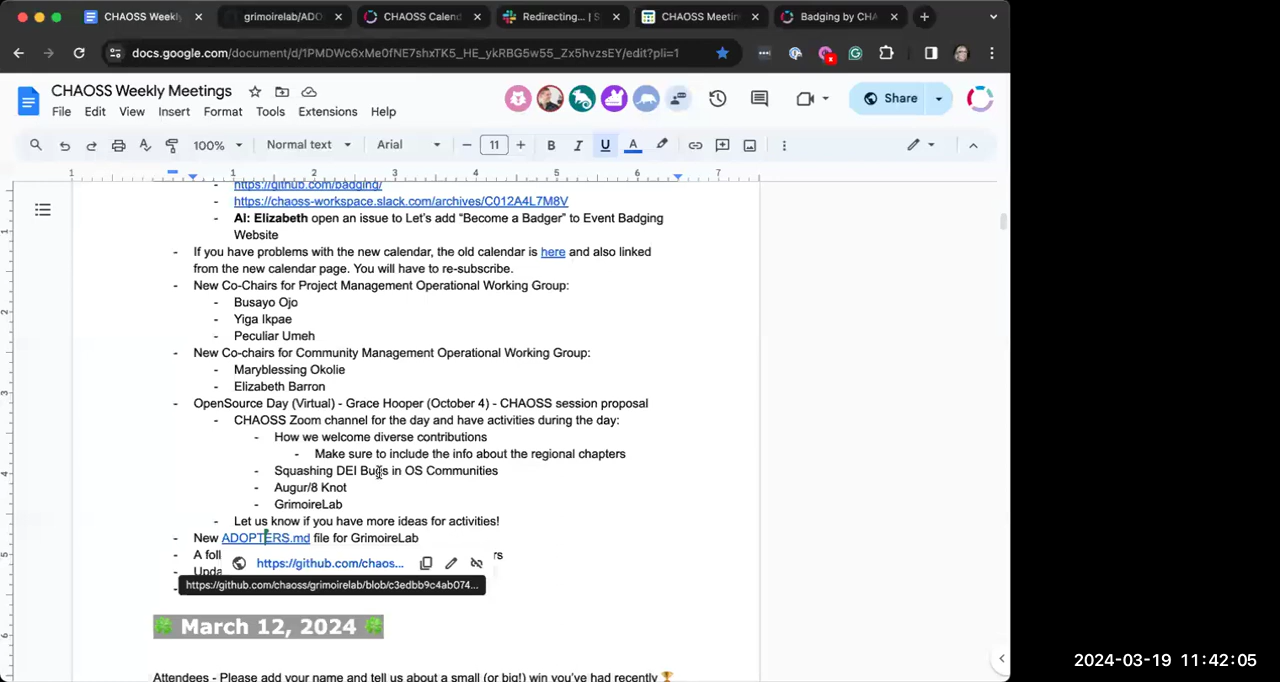 CHAOSS Weekly
grimoirelab/ADO
CHAOSS Calend
Redirecting... | S
CHAOSS Meetin
Badging by CHA
docs.google.com/document/d/1PMDWc6xMe0fNE7shxTK5_HE_ykRBG5w55_Zx5hvzsEY/edit?pli=1
CHAOSS Weekly Meetings
File Edit View Insert Format Tools Extensions Help
Share
100% Normal text Arial 11
1 1 2 3 4 5 6 7
- https://github.com/badging/
- https://chaoss-workspace.slack.com/archives/C012A4L7M8V
- AI: Elizabeth open an issue to Let's add "Become a Badger" to Event Badging
Website
- If you have problems with the new calendar, the old calendar is here and also linked
from the new calendar page. You will have to re-subscribe.
- New Co-Chairs for Project Management Operational Working Group:
- Busayo Ojo
- Yiga Ikpae
- Peculiar Umeh
- New Co-chairs for Community Management Operational Working Group:
- Maryblessing Okolie
- Elizabeth Barron
- OpenSource Day (Virtual) - Grace Hooper (October 4) - CHAOSS session proposal
- CHAOSS Zoom channel for the day and have activities during the day:
- How we welcome diverse contributions
- Make sure to include the info about the regional chapters
- Squashing DEI Bugs in OS Communities
- Augur/8 Knot
- GrimoireLab
- Let us know if you have more ideas for activities!
- New ADOPTERS.md file for GrimoireLab
- A foll rs
https://github.com/chaos...
- Upda
https://github.com/chaoss/grimoirelab/blob/c3edbb9c4ab074...
🍀 March 12, 2024 🍀
Attendees - Please add your name and tell us about a small (or big!) win you've had recently 🏆
2024-03-19 11:42:05